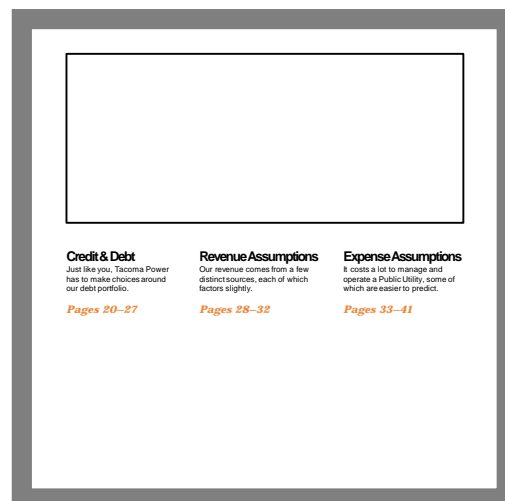 Credit & Debt
Just like you, Tacoma Power
has to make choices around
our debt portfolio.
Pages 20–27
Revenue Assumptions
Our revenue comes from a few
distinct sources, each of which
factors slightly.
Pages 28–32
Expense Assumptions
It costs a lot to manage and
operate a Public Utility, some of
which are easier to predict.
Pages 33–41